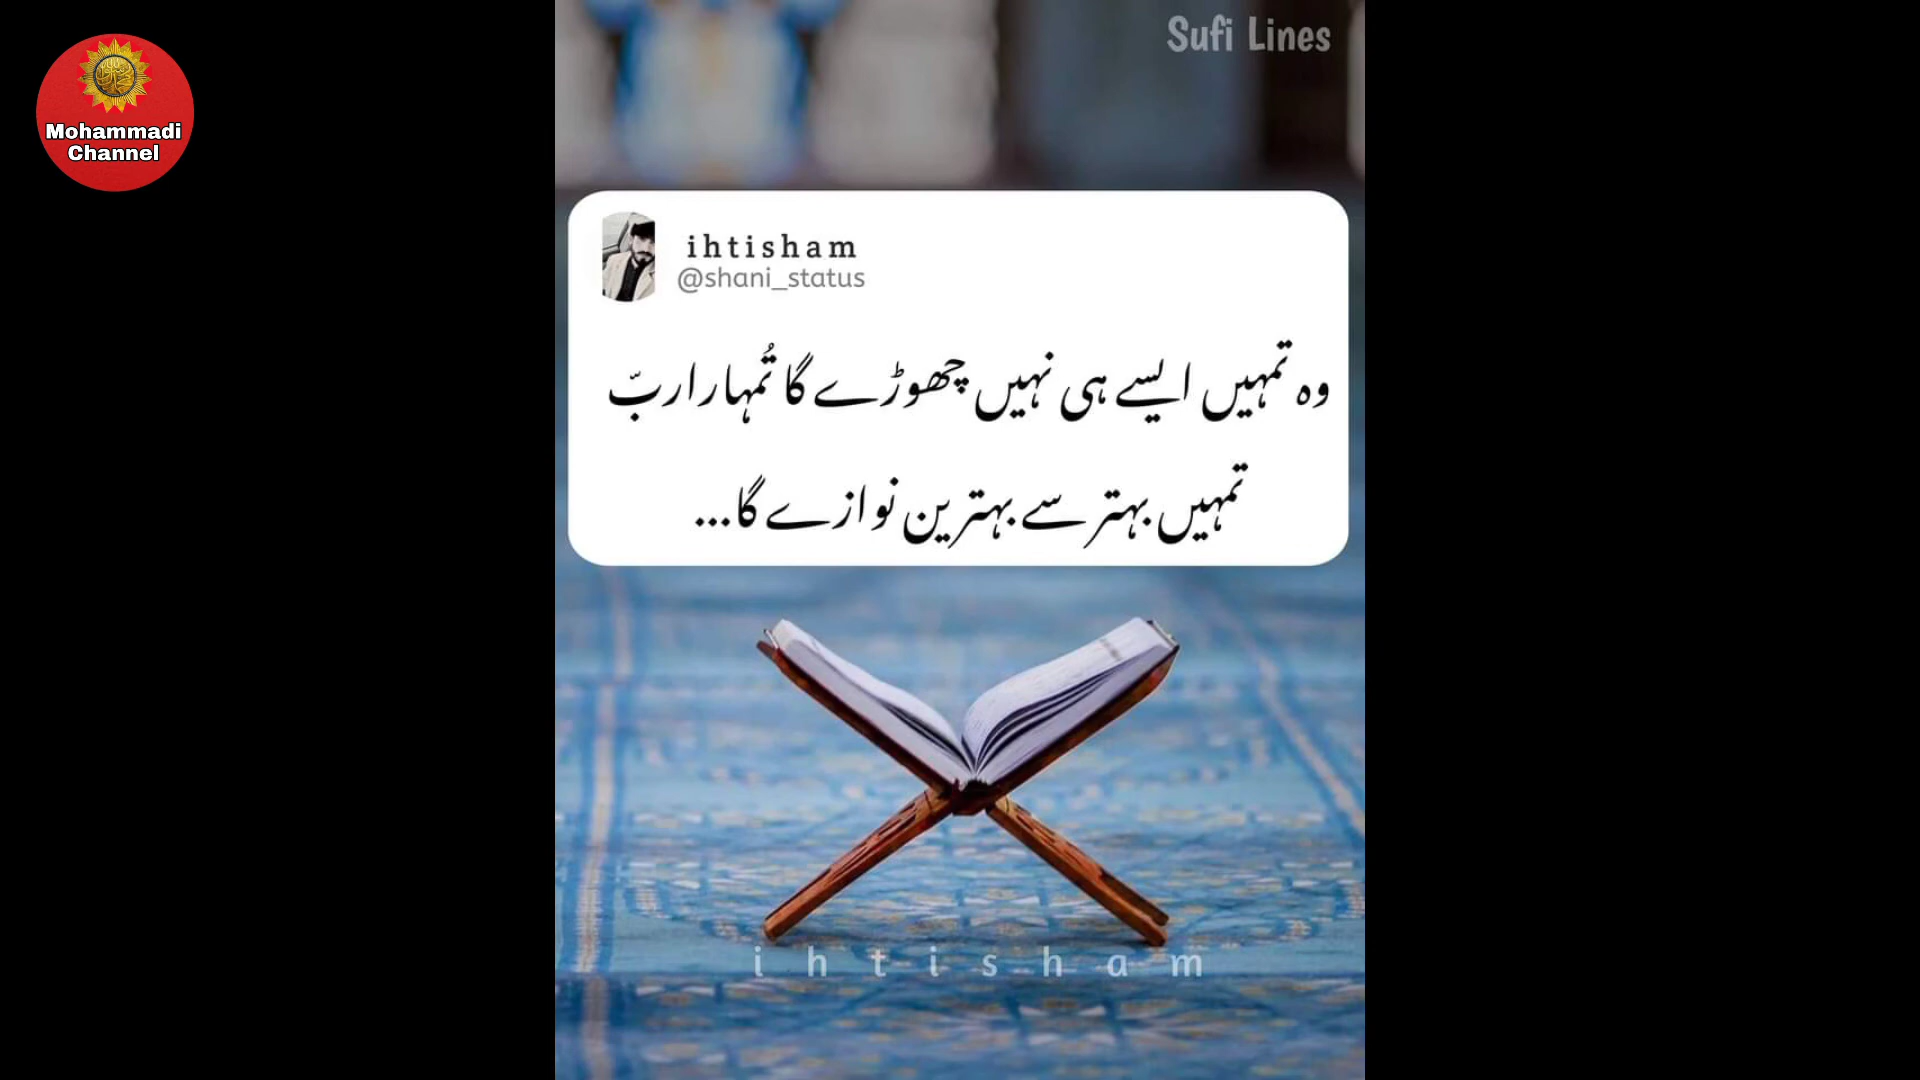 Sufi Lines
Mohammadi
Channel
ihtisham
@shani_status
وہ تمہیں ایسے ہی نہیں چھوڑے گا تُمہارا ربّ
تمہیں بہتر سے بہترین نوازے گا...
ihtisham